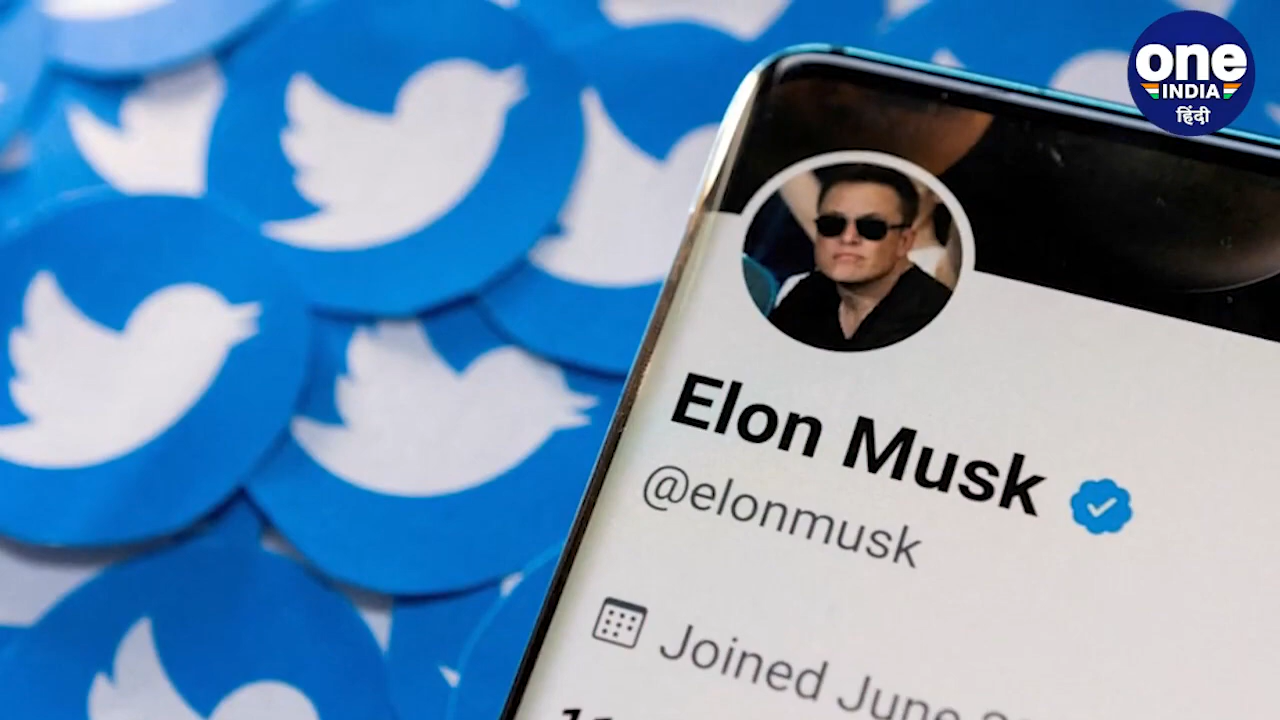 one
INDIA
हिंदी
Elon Musk
@elonmusk
Joined June